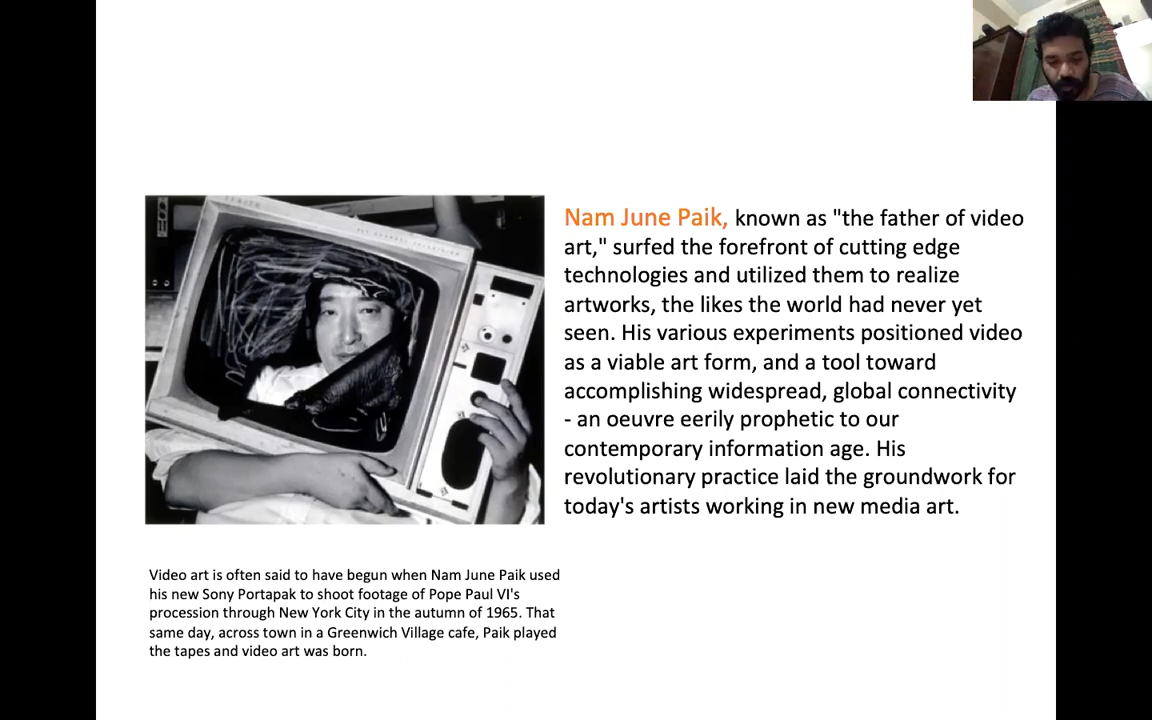 Nam June Paik, known as "the father of video
art," surfed the forefront of cutting edge
technologies and utilized them to realize
artworks, the likes the world had never yet
seen. His various experiments positioned video
as a viable art form, and a tool toward
accomplishing widespread, global connectivity
- an oeuvre eerily prophetic to our
contemporary information age. His
revolutionary practice laid the groundwork for
today's artists working in new media art.
Video art is often said to have begun when Nam June Paik used
his new Sony Portapak to shoot footage of Pope Paul VI's
procession through New York City in the autumn of 1965. That
same day, across town in a Greenwich Village cafe, Paik played
the tapes and video art was born.